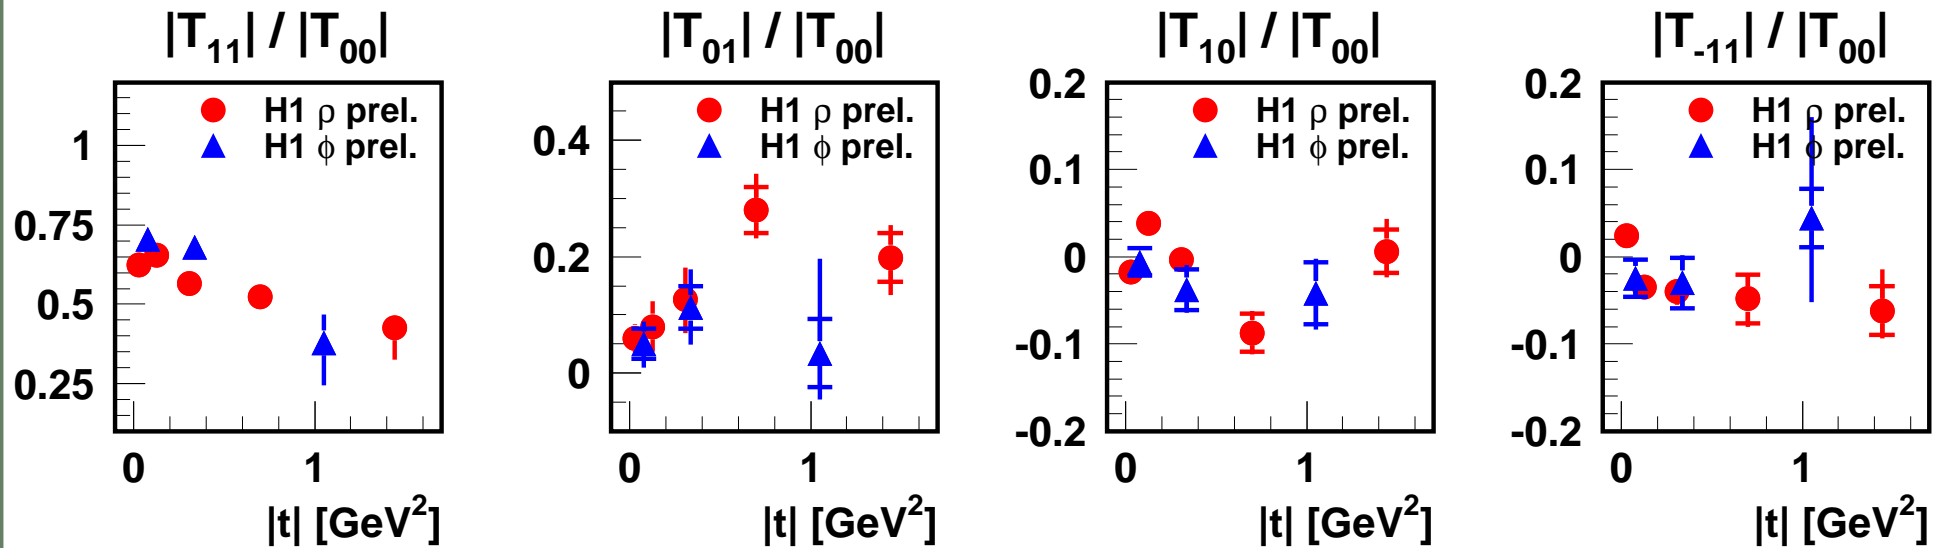 |T11| / |T00|
H1 ρ prel.
H1 ϕ prel.
1
0.75
0.5
0.25
0 1
|t| [GeV2]
|T01| / |T00|
H1 ρ prel.
H1 ϕ prel.
0.4
0.2
0
0 1
|t| [GeV2]
|T10| / |T00|
H1 ρ prel.
H1 ϕ prel.
0.2
0.1
0
-0.1
-0.2
0 1
|t| [GeV2]
|T-11| / |T00|
H1 ρ prel.
H1 ϕ prel.
0.2
0.1
0
-0.1
-0.2
0 1
|t| [GeV2]